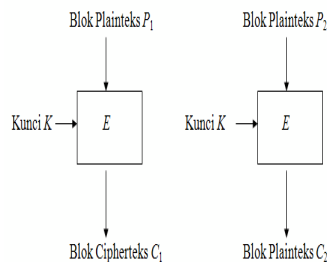 Blok Plainteks P₁
Blok Plainteks P₂
Kunci K
E
Kunci K
E
Blok Cipherteks C₁
Blok Plainteks C₂